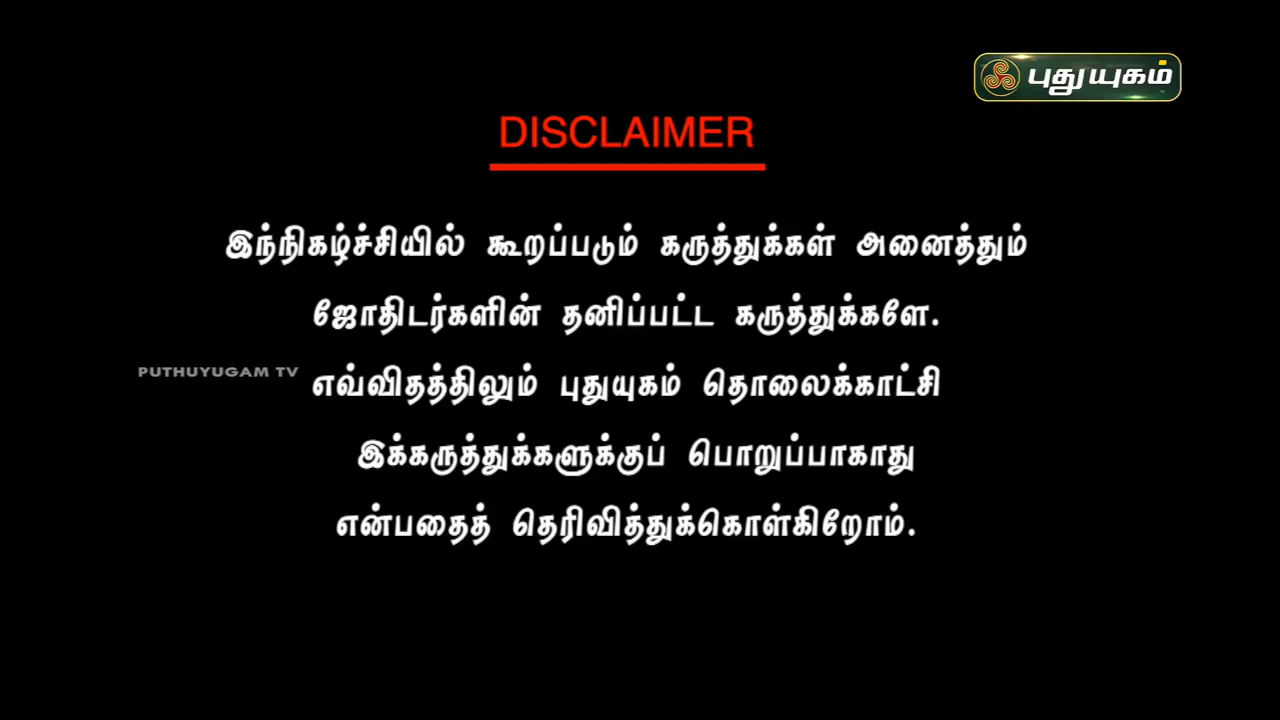 புதுயுகம்
DISCLAIMER
இந்நிகழ்ச்சியில் கூறப்படும் கருத்துக்கள் அனைத்தும்
ஜோதிடர்களின் தனிப்பட்ட கருத்துக்களே.
PUTHUYUGAM TV
எவ்விதத்திலும் புதுயுகம் தொலைக்காட்சி
இக்கருத்துக்களுக்குப் பொறுப்பாகாது
என்பதைத் தெரிவித்துக்கொள்கிறோம்.